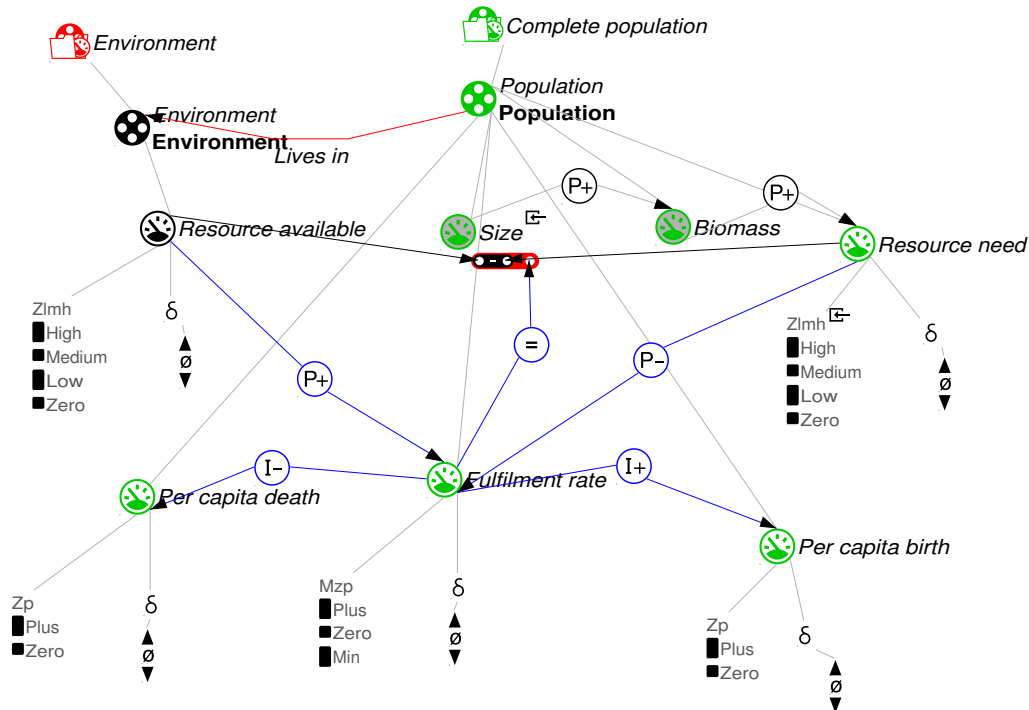 Complete population
Environment
Population
Population
Environment
Environment
Lives in
P+
P+
Resource available
Size
Biomass
Resource need
-
Zlmh
High
Medium
Low
Zero
δ
ø
=
P+
P-
Zlmh
High
Medium
Low
Zero
δ
ø
I-
I+
Per capita death
Fulfilment rate
Per capita birth
Zp
Plus
Zero
δ
ø
Mzp
Plus
Zero
Min
δ
ø
Zp
Plus
Zero
δ
ø